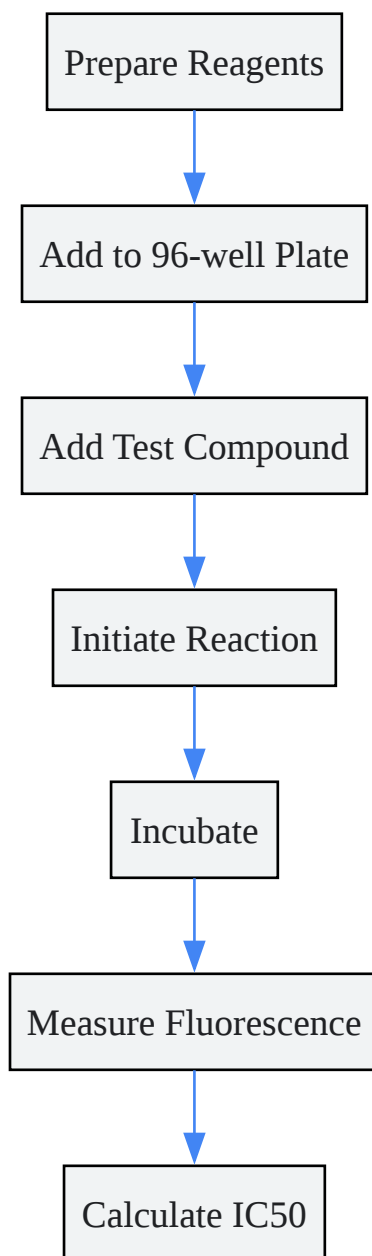 Prepare Reagents
Add to 96-well Plate
Add Test Compound
Initiate Reaction
Incubate
Measure Fluorescence
Calculate IC50